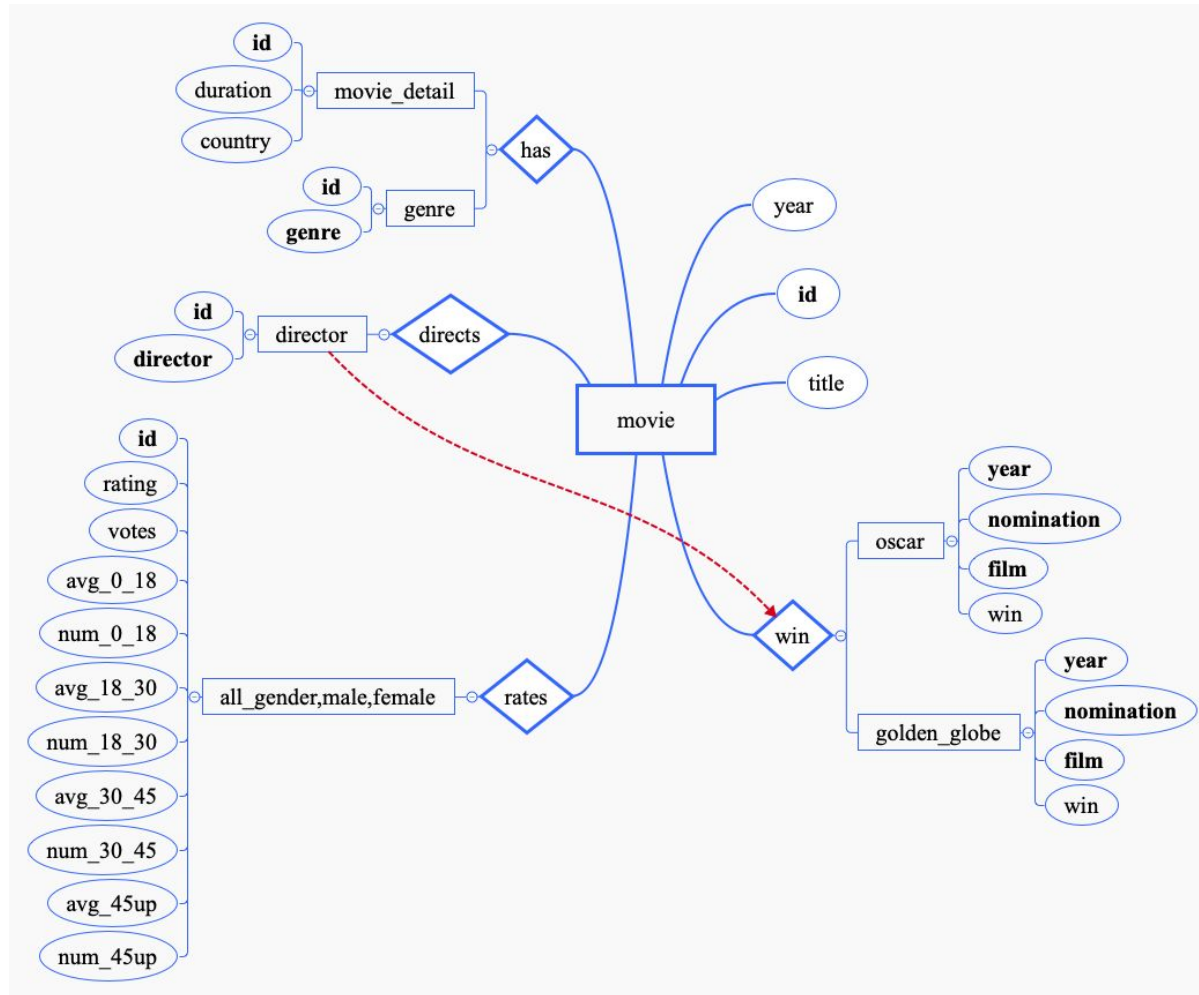 id
duration
country
movie_detail
id
genre
genre
has
year
id
title
id
director
director
directs
movie
id
rating
votes
avg_0_18
num_0_18
avg_18_30
num_18_30
avg_30_45
num_30_45
avg_45up
num_45up
all_gender,male,female
rates
win
oscar
year
nomination
film
win
golden_globe
year
nomination
film
win